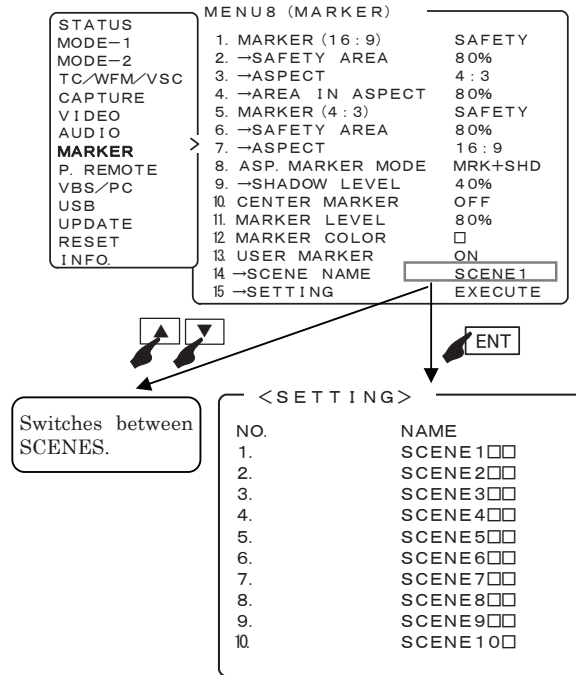 STATUS
MODE−1
MODE−2
TC/WFM/VSC
CAPTURE
VIDEO
AUDIO
MARKER >
P. REMOTE
VBS/PC
USB
UPDATE
RESET
INFO.
MENU8 (MARKER)
1. MARKER (16:9) SAFETY
2. →SAFETY AREA 80%
3. →ASPECT 4:3
4. →AREA IN ASPECT 80%
5. MARKER (4:3) SAFETY
6. →SAFETY AREA 80%
7. →ASPECT 16:9
8. ASP. MARKER MODE MRK+SHD
9. →SHADOW LEVEL 40%
10. CENTER MARKER OFF
11. MARKER LEVEL 80%
12. MARKER COLOR □
13. USER MARKER ON
14. →SCENE NAME SCENE1
15 →SETTING EXECUTE
▲ ▼
ENT
Switches between
SCENES.
<SETTING>
NO. NAME
1. SCENE1□□
2. SCENE2□□
3. SCENE3□□
4. SCENE4□□
5. SCENE5□□
6. SCENE6□□
7. SCENE7□□
8. SCENE8□□
9. SCENE9□□
10. SCENE10□